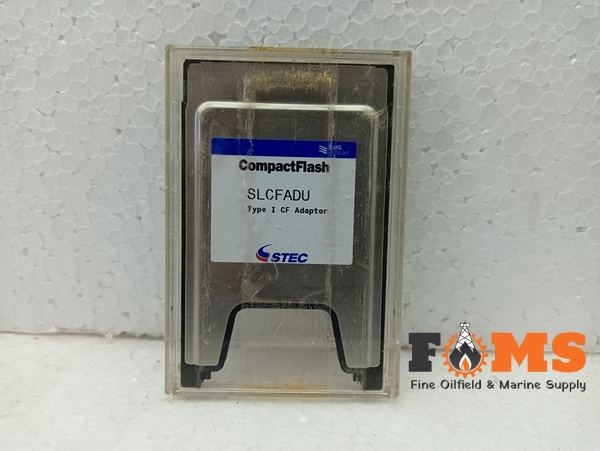 CompactFlash
SLCFADU
Type I CF Adaptor
STEC
FOMS
Fine Oilfield & Marine Supply